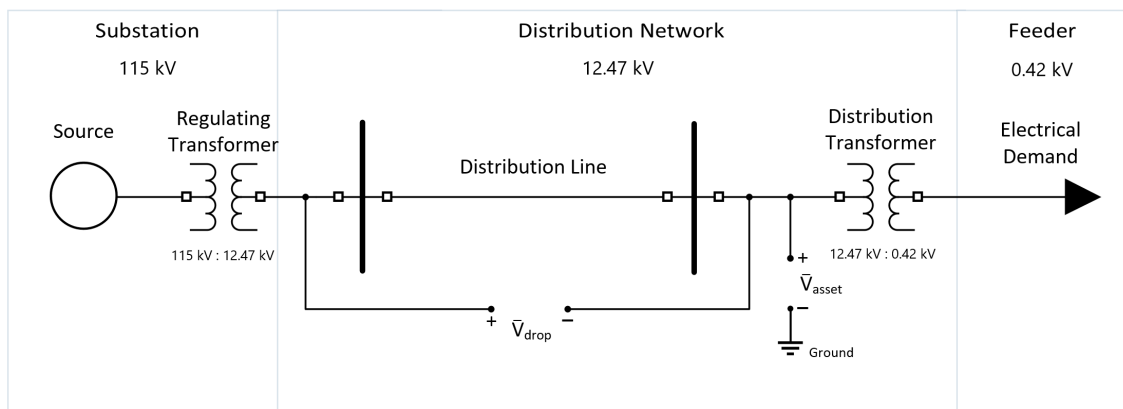 Substation
115 kV
Distribution Network
12.47 kV
Feeder
0.42 kV
Source
Regulating
Transformer
Distribution Line
Distribution
Transformer
Electrical
Demand
115 kV : 12.47 kV
12.47 kV : 0.42 kV
+
V̄asset
−
+
V̄drop
−
Ground